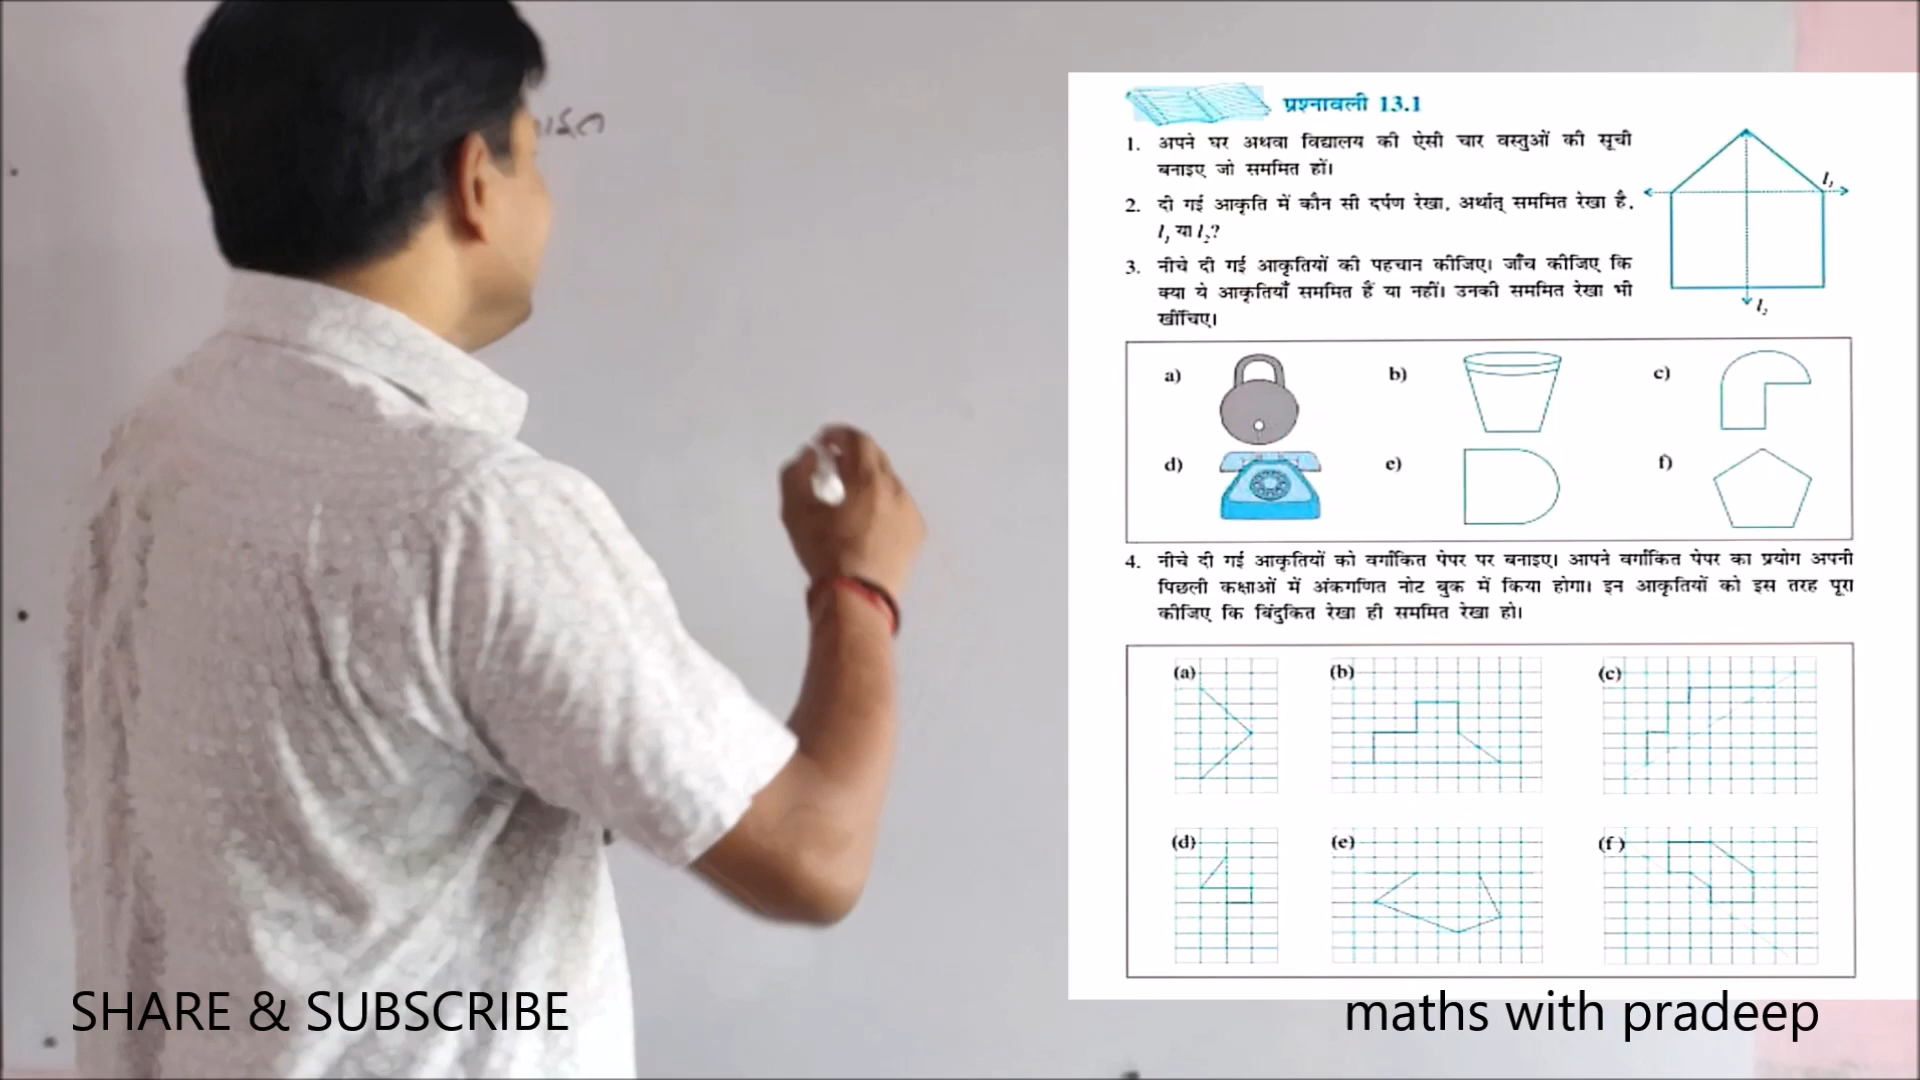 प्रश्नावली 13.1
1. अपने घर अथवा विद्यालय की ऐसी चार वस्तुओं की सूची
बनाइए जो सममित हों।
2. दी गई आकृति में कौन सी दर्पण रेखा, अर्थात् सममित रेखा है,
l₁ या l₂?
l₁
l₂
3. नीचे दी गई आकृतियों की पहचान कीजिए। जाँच कीजिए कि
क्या ये आकृतियाँ सममित हैं या नहीं। उनकी सममित रेखा भी
खींचिए।
a) b) c)
d) e) f)
4. नीचे दी गई आकृतियों को वर्गांकित पेपर पर बनाइए। आपने वर्गांकित पेपर का प्रयोग अपनी
पिछली कक्षाओं में अंकगणित नोट बुक में किया होगा। इन आकृतियों को इस तरह पूरा
कीजिए कि बिंदुकित रेखा ही सममित रेखा हो।
(a) (b) (c)
(d) (e) (f)
SHARE & SUBSCRIBE
maths with pradeep